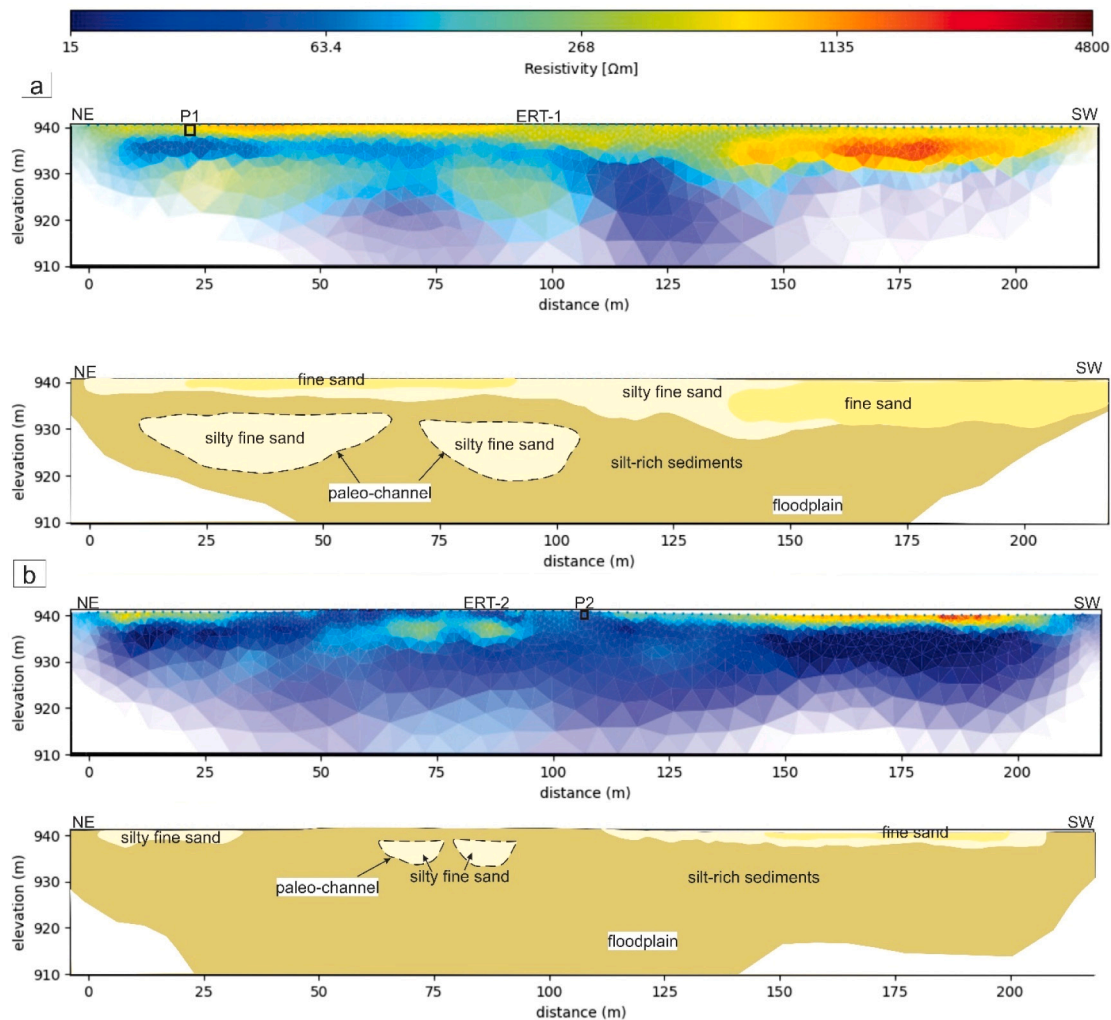 15 63.4 268 1135 4800
Resistivity [Ωm]
a
NE P1 ERT-1 SW
940
930
920
910
elevation (m)
0 25 50 75 100 125 150 175 200
distance (m)
NE SW
940
930
920
910
elevation (m)
fine sand
silty fine sand
fine sand
silty fine sand
silty fine sand
silt-rich sediments
paleo-channel
floodplain
0 25 50 75 100 125 150 175 200
distance (m)
b
NE ERT-2 P2 SW
940
930
920
910
elevation (m)
0 25 50 75 100 125 150 175 200
distance (m)
NE SW
940
930
920
910
elevation (m)
silty fine sand
fine sand
silty fine sand
paleo-channel
silt-rich sediments
floodplain
0 25 50 75 100 125 150 175 200
distance (m)